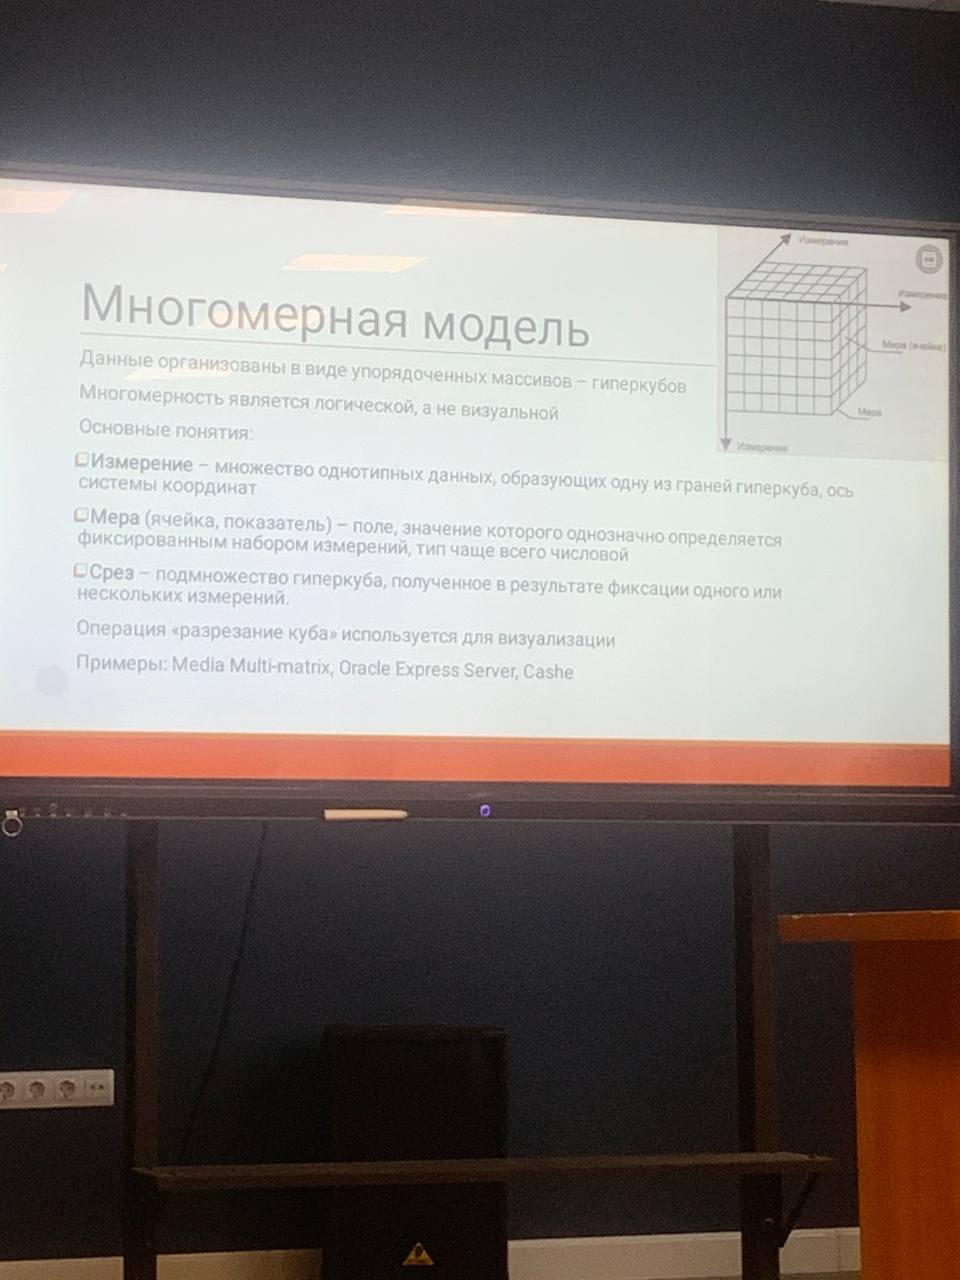 Измерения
Измерение
Мера (ячейка)
Мера
Измерение
Многомерная модель
Данные организованы в виде упорядоченных массивов – гиперкубов
Многомерность является логической, а не визуальной
Основные понятия:
Измерение – множество однотипных данных, образующих одну из граней гиперкуба, ось
системы координат
Мера (ячейка, показатель) – поле, значение которого однозначно определяется
фиксированным набором измерений, тип чаще всего числовой
Срез – подмножество гиперкуба, полученное в результате фиксации одного или
нескольких измерений.
Операция «разрезание куба» используется для визуализации
Примеры: Media Multi-matrix, Oracle Express Server, Cashe